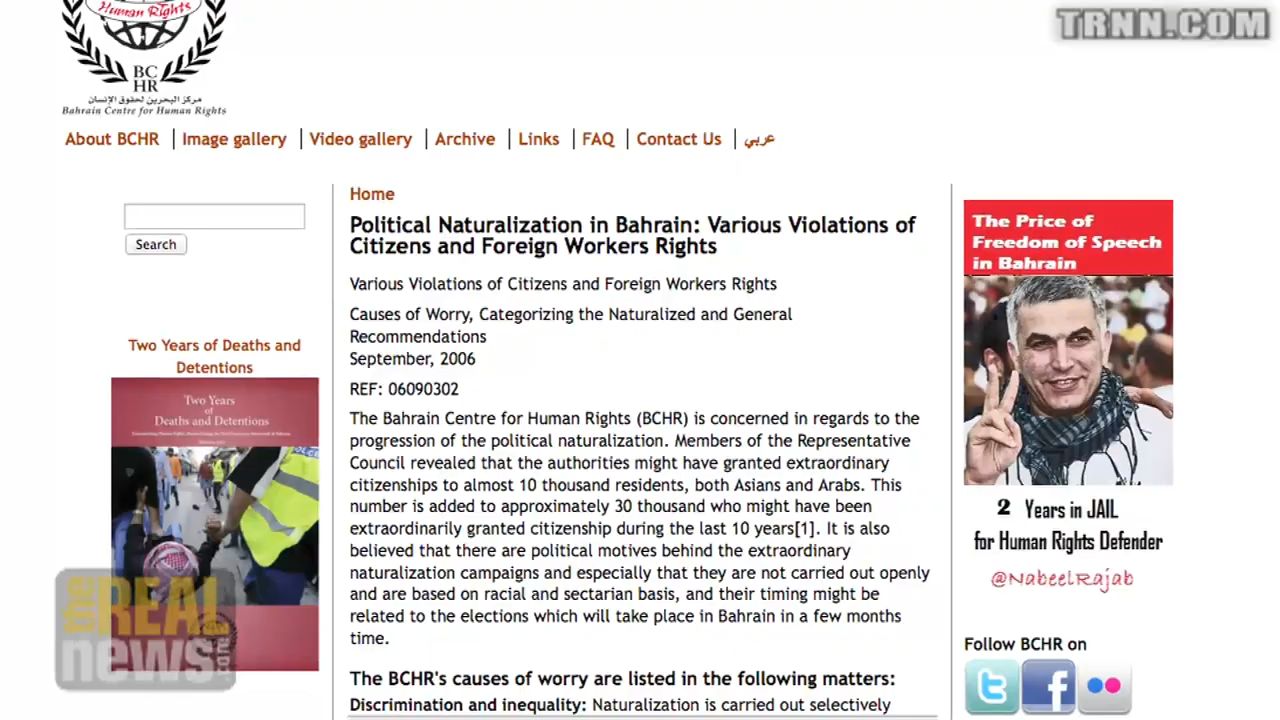 TRNN.COM
Human Rights
BC
HR
مركز البحرين لحقوق الإنسان
Bahrain Centre for Human Rights
About BCHR
Image gallery
Video gallery
Archive
Links
FAQ
Contact Us
عربي
Search
Two Years of Deaths and
Detentions
Two Years
of
Deaths and Detentions
the REAL
news.com
Home
Political Naturalization in Bahrain: Various Violations of
Citizens and Foreign Workers Rights
Various Violations of Citizens and Foreign Workers Rights
Causes of Worry, Categorizing the Naturalized and General
Recommendations
September, 2006
REF: 06090302
The Bahrain Centre for Human Rights (BCHR) is concerned in regards to the
progression of the political naturalization. Members of the Representative
Council revealed that the authorities might have granted extraordinary
citizenships to almost 10 thousand residents, both Asians and Arabs. This
number is added to approximately 30 thousand who might have been
extraordinarily granted citizenship during the last 10 years[1]. It is also
believed that there are political motives behind the extraordinary
naturalization campaigns and especially that they are not carried out openly
and are based on racial and sectarian basis, and their timing might be
related to the elections which will take place in Bahrain in a few months
time.
The BCHR's causes of worry are listed in the following matters:
Discrimination and inequality: Naturalization is carried out selectively
The Price of
Freedom of Speech
in Bahrain
2 Years in JAIL
for Human Rights Defender
@NabeelRajab
Follow BCHR on